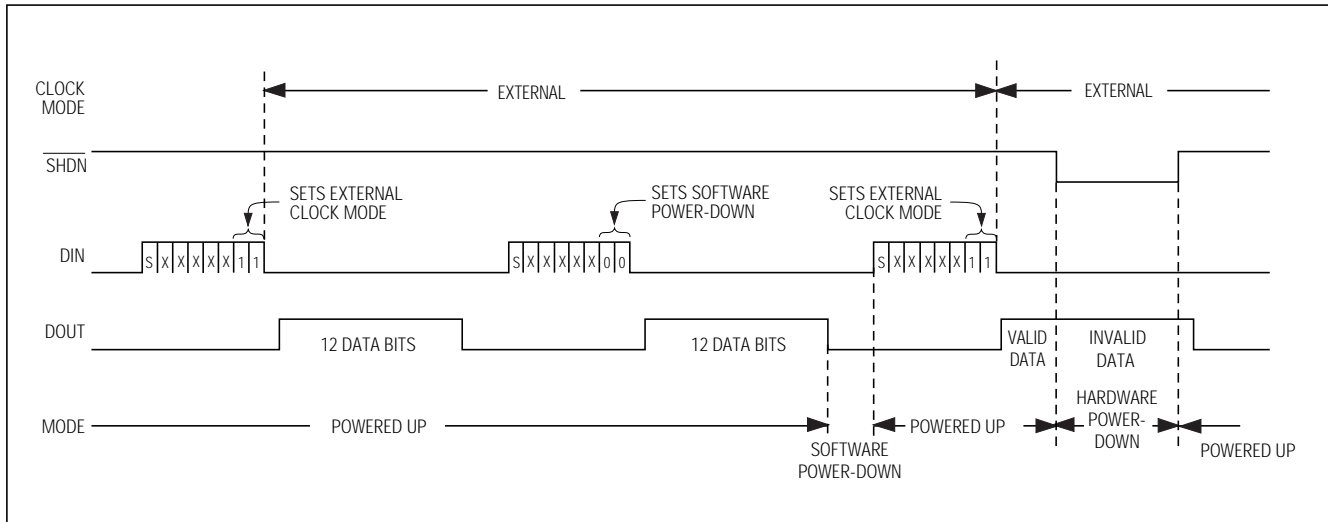 CLOCK
MODE
EXTERNAL
EXTERNAL
SHDN
SETS EXTERNAL
CLOCK MODE
SETS SOFTWARE
POWER-DOWN
SETS EXTERNAL
CLOCK MODE
DIN
S X X X X X 1 1
S X X X X X 0 0
S X X X X X 1 1
DOUT
12 DATA BITS
12 DATA BITS
VALID
DATA
INVALID
DATA
MODE
POWERED UP
SOFTWARE
POWER-DOWN
POWERED UP
HARDWARE
POWER-
DOWN
POWERED UP